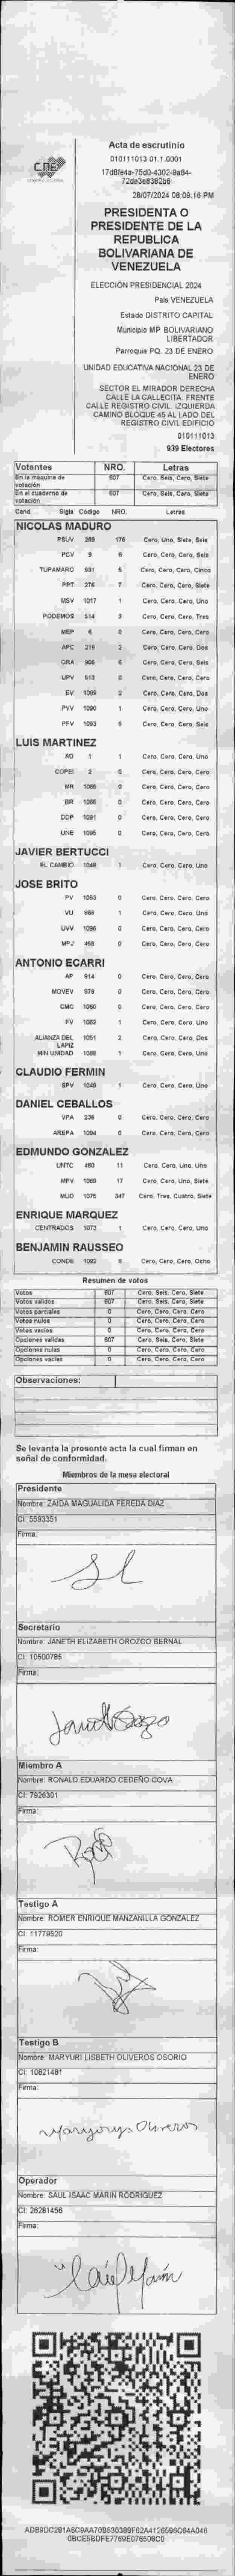 CNE
Acta de escrutinio
010111013.01.1.0001
28/07/2024 08:09:16 PM
PRESIDENTA O
PRESIDENTE DE LA
REPUBLICA
BOLIVARIANA DE
VENEZUELA
ELECCIÓN PRESIDENCIAL 2024
País VENEZUELA
Estado DISTRITO CAPITAL
Municipio MP. BOLIVARIANO
LIBERTADOR
Parroquia PQ. 23 DE ENERO
UNIDAD EDUCATIVA NACIONAL 23 DE
ENERO
SECTOR EL MIRADOR DERECHA
CALLE LA CALLECITA. FRENTE
CALLE REGISTRO CIVIL. IZQUIERDA
CAMINO BLOQUE 45 AL LADO DEL
REGISTRO CIVIL EDIFICIO
010111013
939 Electores
Votantes NRO. Letras
En la máquina de votación 607 Cero, Seis, Cero, Siete
En el cuaderno de votación 607 Cero, Seis, Cero, Siete
Cand Sigla Código NRO. Letras
NICOLAS MADURO
PSUV 269 176 Cero, Uno, Siete, Seis
PCV 9 6 Cero, Cero, Cero, Seis
TUPAMARO 931 5 Cero, Cero, Cero, Cinco
PPT 276 7 Cero, Cero, Cero, Siete
MSV 1017 1 Cero, Cero, Cero, Uno
PODEMOS 514 3 Cero, Cero, Cero, Tres
MEP 6 0 Cero, Cero, Cero, Cero
APC 219 2 Cero, Cero, Cero, Dos
ORA 906 6 Cero, Cero, Cero, Seis
UPV 513 0 Cero, Cero, Cero, Cero
EV 1099 2 Cero, Cero, Cero, Dos
PVV 1090 1 Cero, Cero, Cero, Uno
PFV 1093 6 Cero, Cero, Cero, Seis
LUIS MARTINEZ
AD 1 1 Cero, Cero, Cero, Uno
COPEI 2 0 Cero, Cero, Cero, Cero
MR 1065 0 Cero, Cero, Cero, Cero
BR 1066 0 Cero, Cero, Cero, Cero
DDP 1091 0 Cero, Cero, Cero, Cero
UNE 1095 0 Cero, Cero, Cero, Cero
JAVIER BERTUCCI
EL CAMBIO 1048 1 Cero, Cero, Cero, Uno
JOSE BRITO
PV 1053 0 Cero, Cero, Cero, Cero
VU 968 1 Cero, Cero, Cero, Uno
UVV 1096 0 Cero, Cero, Cero, Cero
MPJ 458 0 Cero, Cero, Cero, Cero
ANTONIO ECARRI
AP 914 0 Cero, Cero, Cero, Cero
MOVEV 979 0 Cero, Cero, Cero, Cero
CMC 1060 0 Cero, Cero, Cero, Cero
FV 1062 1 Cero, Cero, Cero, Uno
ALIANZA DEL LAPIZ 1051 2 Cero, Cero, Cero, Dos
MIN UNIDAD 1088 1 Cero, Cero, Cero, Uno
CLAUDIO FERMIN
SPV 1049 1 Cero, Cero, Cero, Uno
DANIEL CEBALLOS
VPA 236 0 Cero, Cero, Cero, Cero
AREPA 1094 0 Cero, Cero, Cero, Cero
EDMUNDO GONZALEZ
UNTC 460 11 Cero, Cero, Uno, Uno
MPV 1069 17 Cero, Cero, Uno, Siete
MUD 1075 347 Cero, Tres, Cuatro, Siete
ENRIQUE MARQUEZ
CENTRADOS 1073 1 Cero, Cero, Cero, Uno
BENJAMIN RAUSSEO
CONDE 1092 8 Cero, Cero, Cero, Ocho
Resumen de votos
Votos 607 Cero, Seis, Cero, Siete
Votos válidos 607 Cero, Seis, Cero, Siete
Votos parciales 0 Cero, Cero, Cero, Cero
Votos nulos 0 Cero, Cero, Cero, Cero
Votos vacíos 0 Cero, Cero, Cero, Cero
Opciones validas 607 Cero, Seis, Cero, Siete
Opciones nulas 0 Cero, Cero, Cero, Cero
Opciones vacías 0 Cero, Cero, Cero, Cero
Observaciones:
Se levanta la presente acta la cual firman en
señal de conformidad.
Miembros de la mesa electoral
Presidente
Nombre: ZAIDA MAGUALIDA PEREDA DIAZ
CI: 5593351
Firma:
Secretario
Nombre: JANETH ELIZABETH OROZCO BERNAL
CI: 10500785
Firma:
Miembro A
Nombre: RONALD EDUARDO CEDEÑO COVA
CI: 7926301
Firma:
Testigo A
Nombre: ROMER ENRIQUE MANZANILLA GONZALEZ
CI: 11779520
Firma:
Testigo B
Nombre: MARYURI LISBETH OLIVEROS OSORIO
CI: 10821481
Firma:
Operador
Nombre: SAUL ISAAC MARIN RODRIGUEZ
CI: 26281456
Firma: